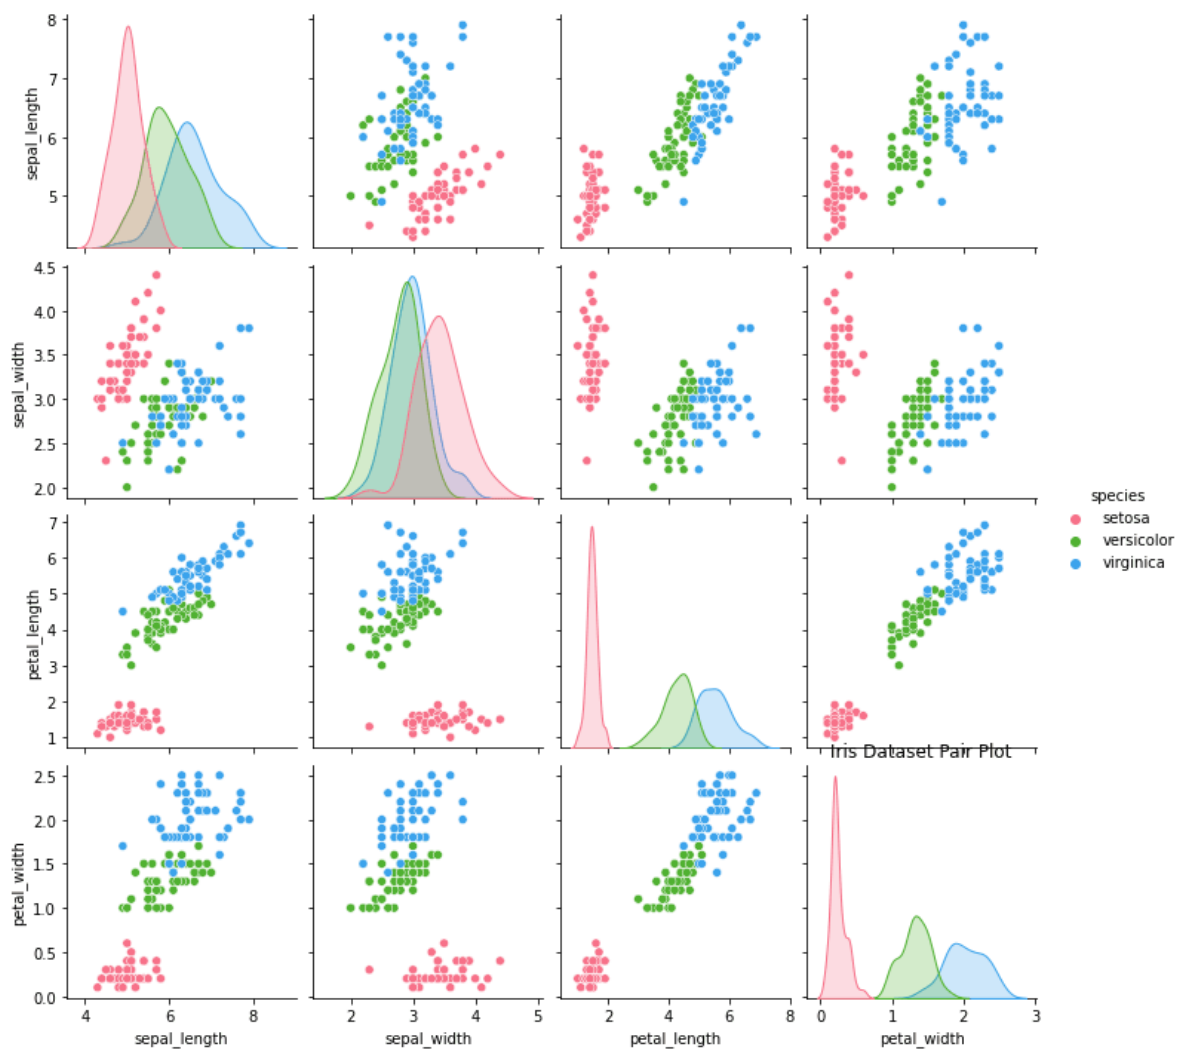 8
7
6
5
sepal_length
4.5
4.0
3.5
3.0
2.5
2.0
sepal_width
species
setosa
versicolor
virginica
7
6
5
4
3
2
1
petal_length
Iris Dataset Pair Plot
2.5
2.0
1.5
1.0
0.5
0.0
petal_width
4 6 8 2 3 4 5 2 4 6 8 0 1 2 3
sepal_length sepal_width petal_length petal_width